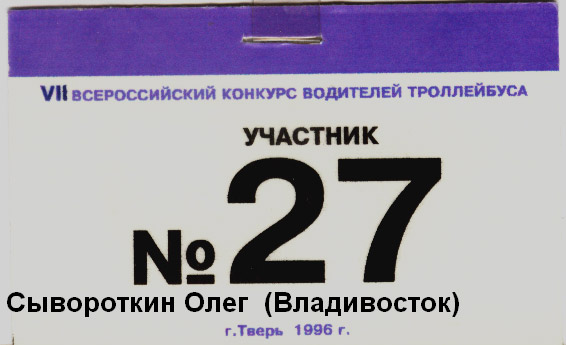 VII ВСЕРОССИЙСКИЙ КОНКУРС ВОДИТЕЛЕЙ ТРОЛЛЕЙБУСА
УЧАСТНИК
№27
Сывороткин Олег (Владивосток)
г.Тверь 1996 г.